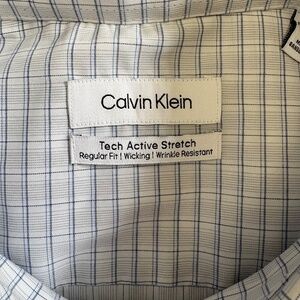 Calvin Klein
Tech Active Stretch
Regular Fit | Wicking | Wrinkle Resistant